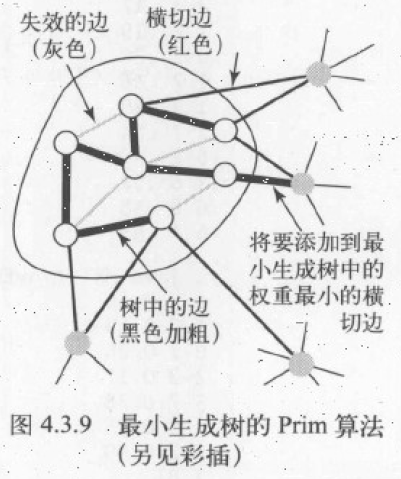 失效的边
（灰色）
横切边
（红色）
将要添加到最
小生成树中的
权重最小的横
切边
树中的边
（黑色加粗）
图 4.3.9 最小生成树的 Prim 算法
（另见彩插）